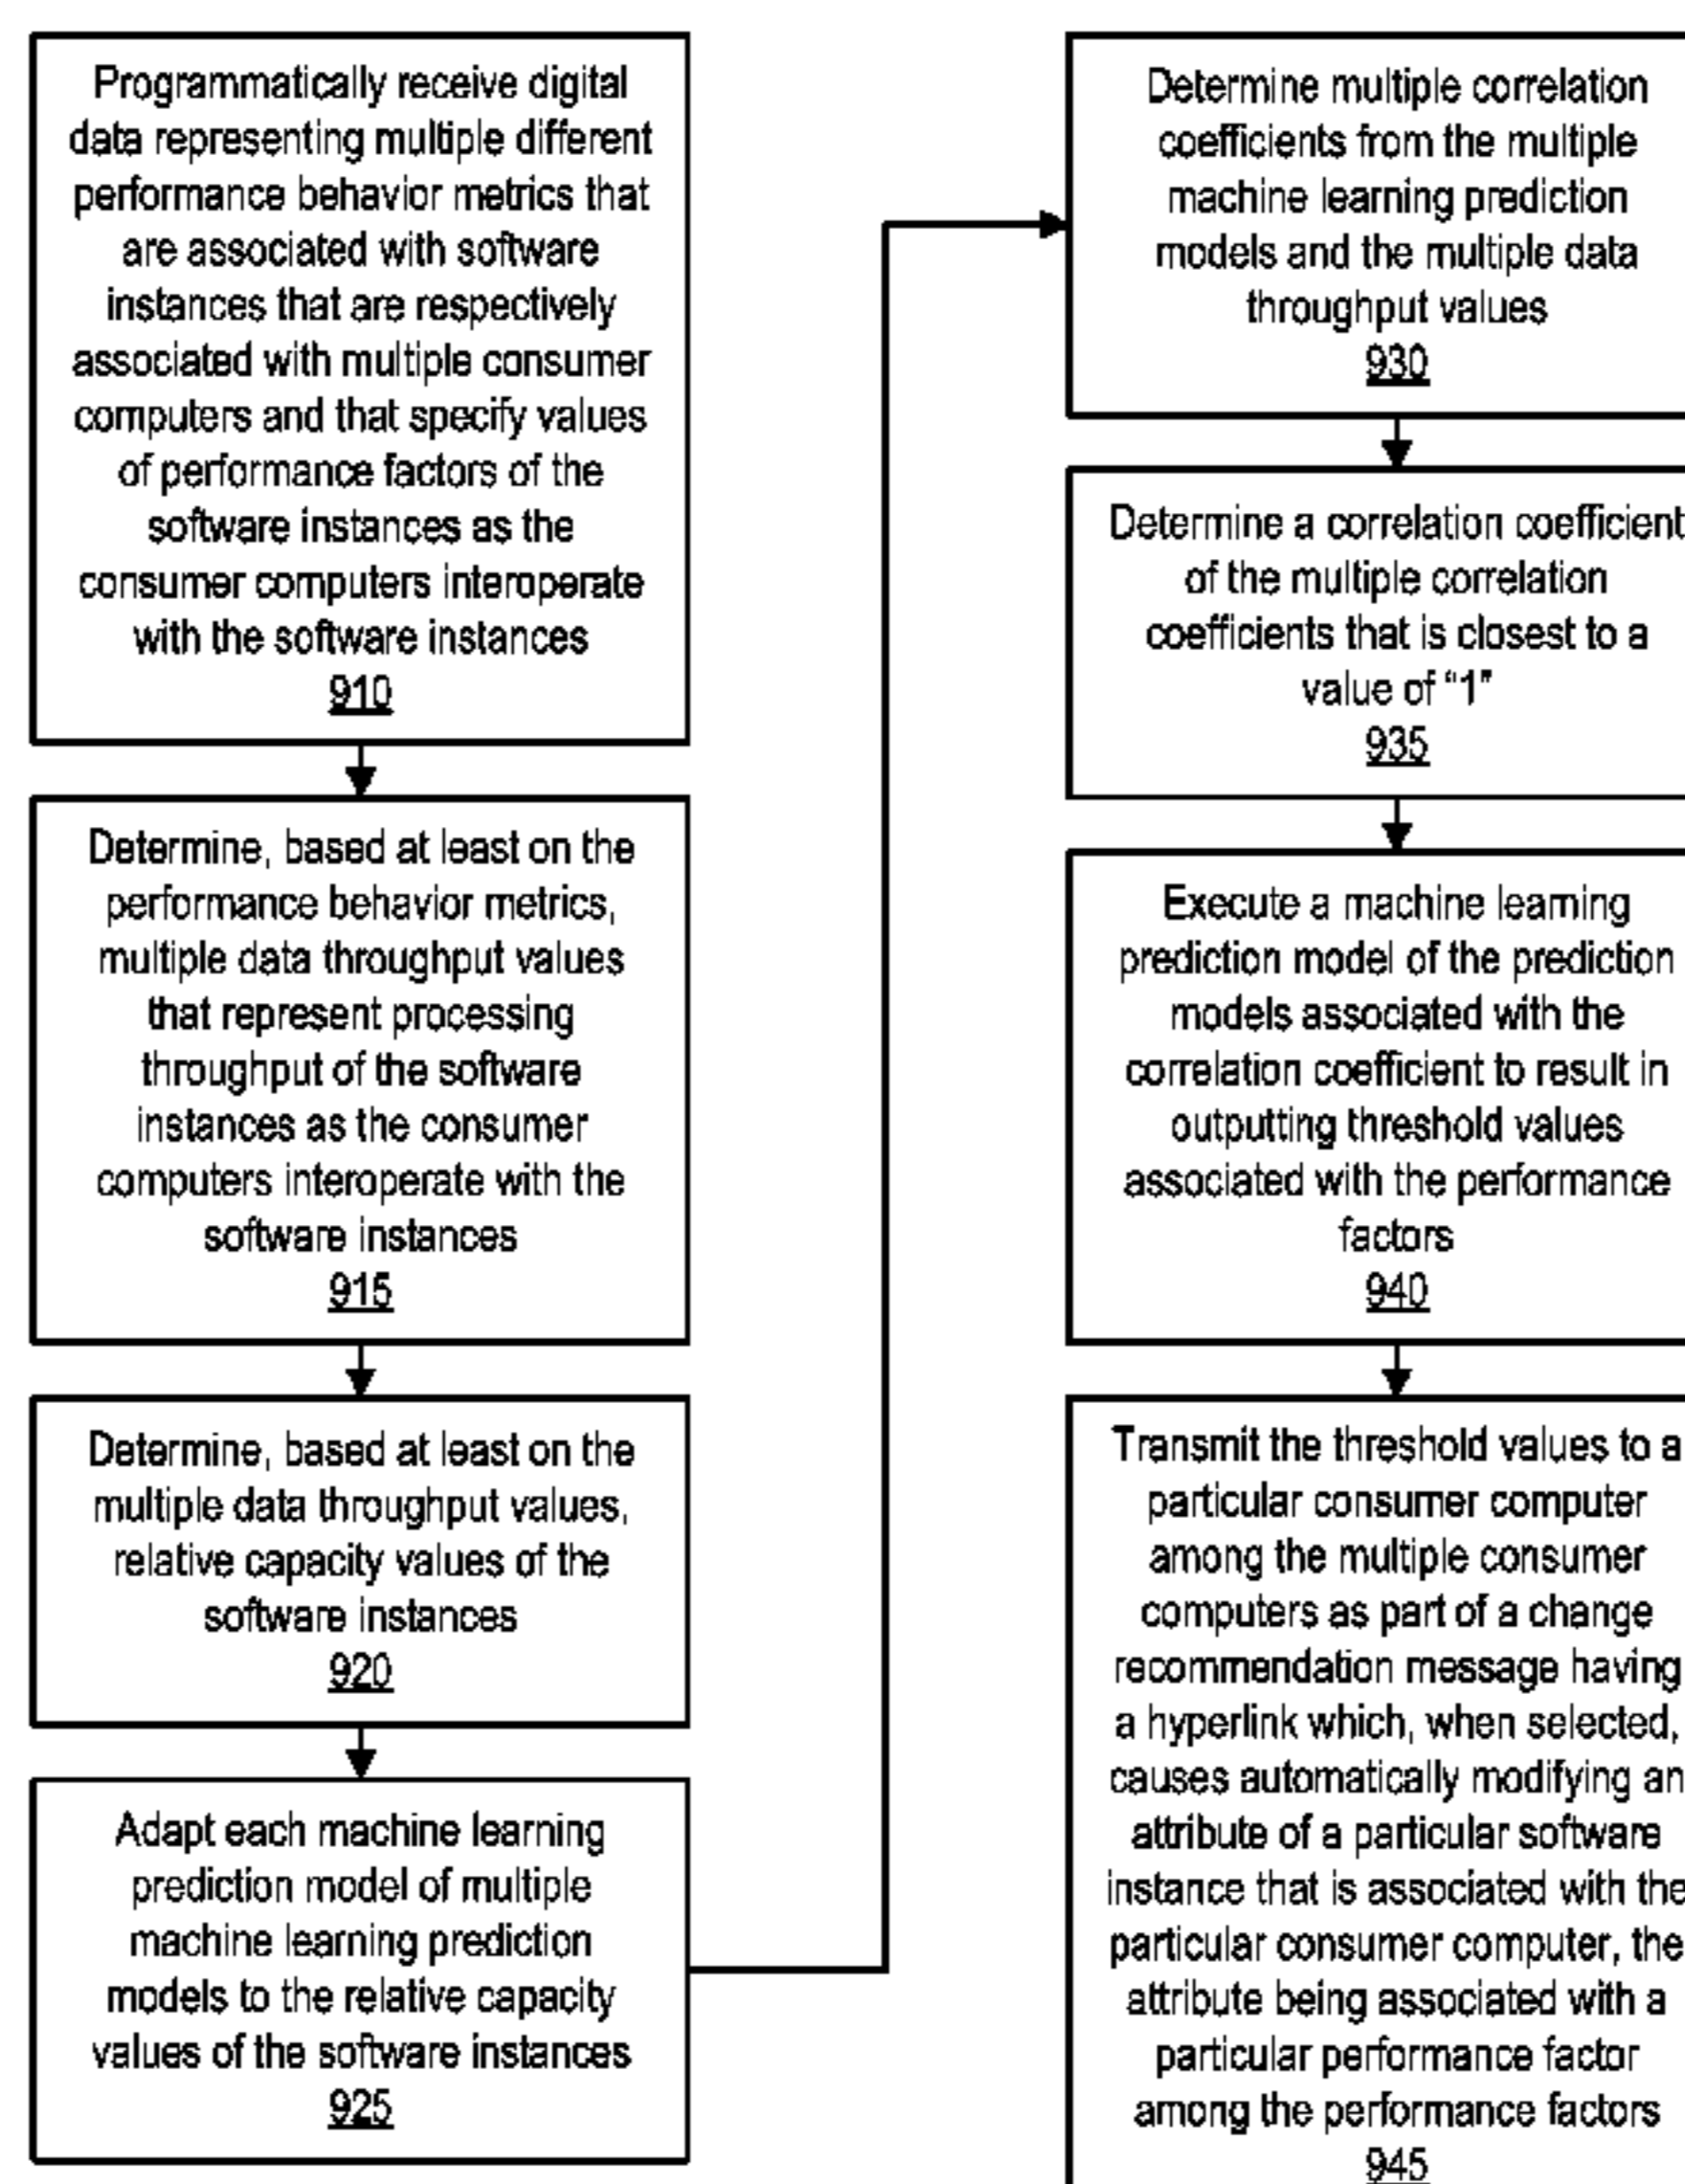 Programmatically receive digital
data representing multiple different
performance behavior metrics that
are associated with software
instances that are respectively
associated with multiple consumer
computers and that specify values
of performance factors of the
software instances as the
consumer computers interoperate
with the software instances
910
Determine, based at least on the
performance behavior metrics,
multiple data throughput values
that represent processing
throughput of the software
instances as the consumer
computers interoperate with the
software instances
915
Determine, based at least on the
multiple data throughput values,
relative capacity values of the
software instances
920
Adapt each machine learning
prediction model of multiple
machine learning prediction
models to the relative capacity
values of the software instances
925
Determine multiple correlation
coefficients from the multiple
machine learning prediction
models and the multiple data
throughput values
930
Determine a correlation coefficient
of the multiple correlation
coefficients that is closest to a
value of “1”
935
Execute a machine learning
prediction model of the prediction
models associated with the
correlation coefficient to result in
outputting threshold values
associated with the performance
factors
940
Transmit the threshold values to a
particular consumer computer
among the multiple consumer
computers as part of a change
recommendation message having
a hyperlink which, when selected,
causes automatically modifying an
attribute of a particular software
instance that is associated with the
particular consumer computer, the
attribute being associated with a
particular performance factor
among the performance factors
945